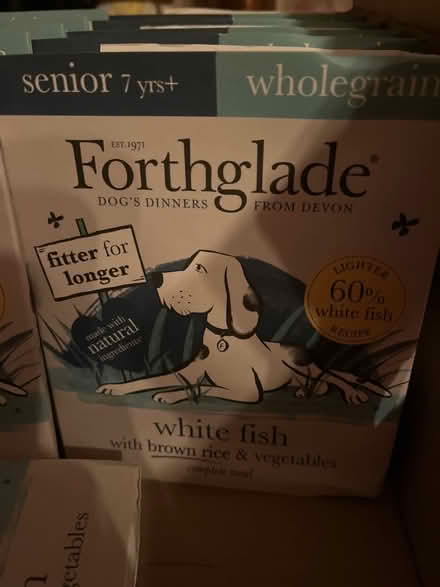 senior 7 yrs+
wholegrain
EST. 1971
Forthglade®
DOG'S DINNERS FROM DEVON
fitter for
longer
made with
natural
ingredients
LIGHTER
60%
white fish
RECIPE
white fish
with brown rice & vegetables
complete meal
getables